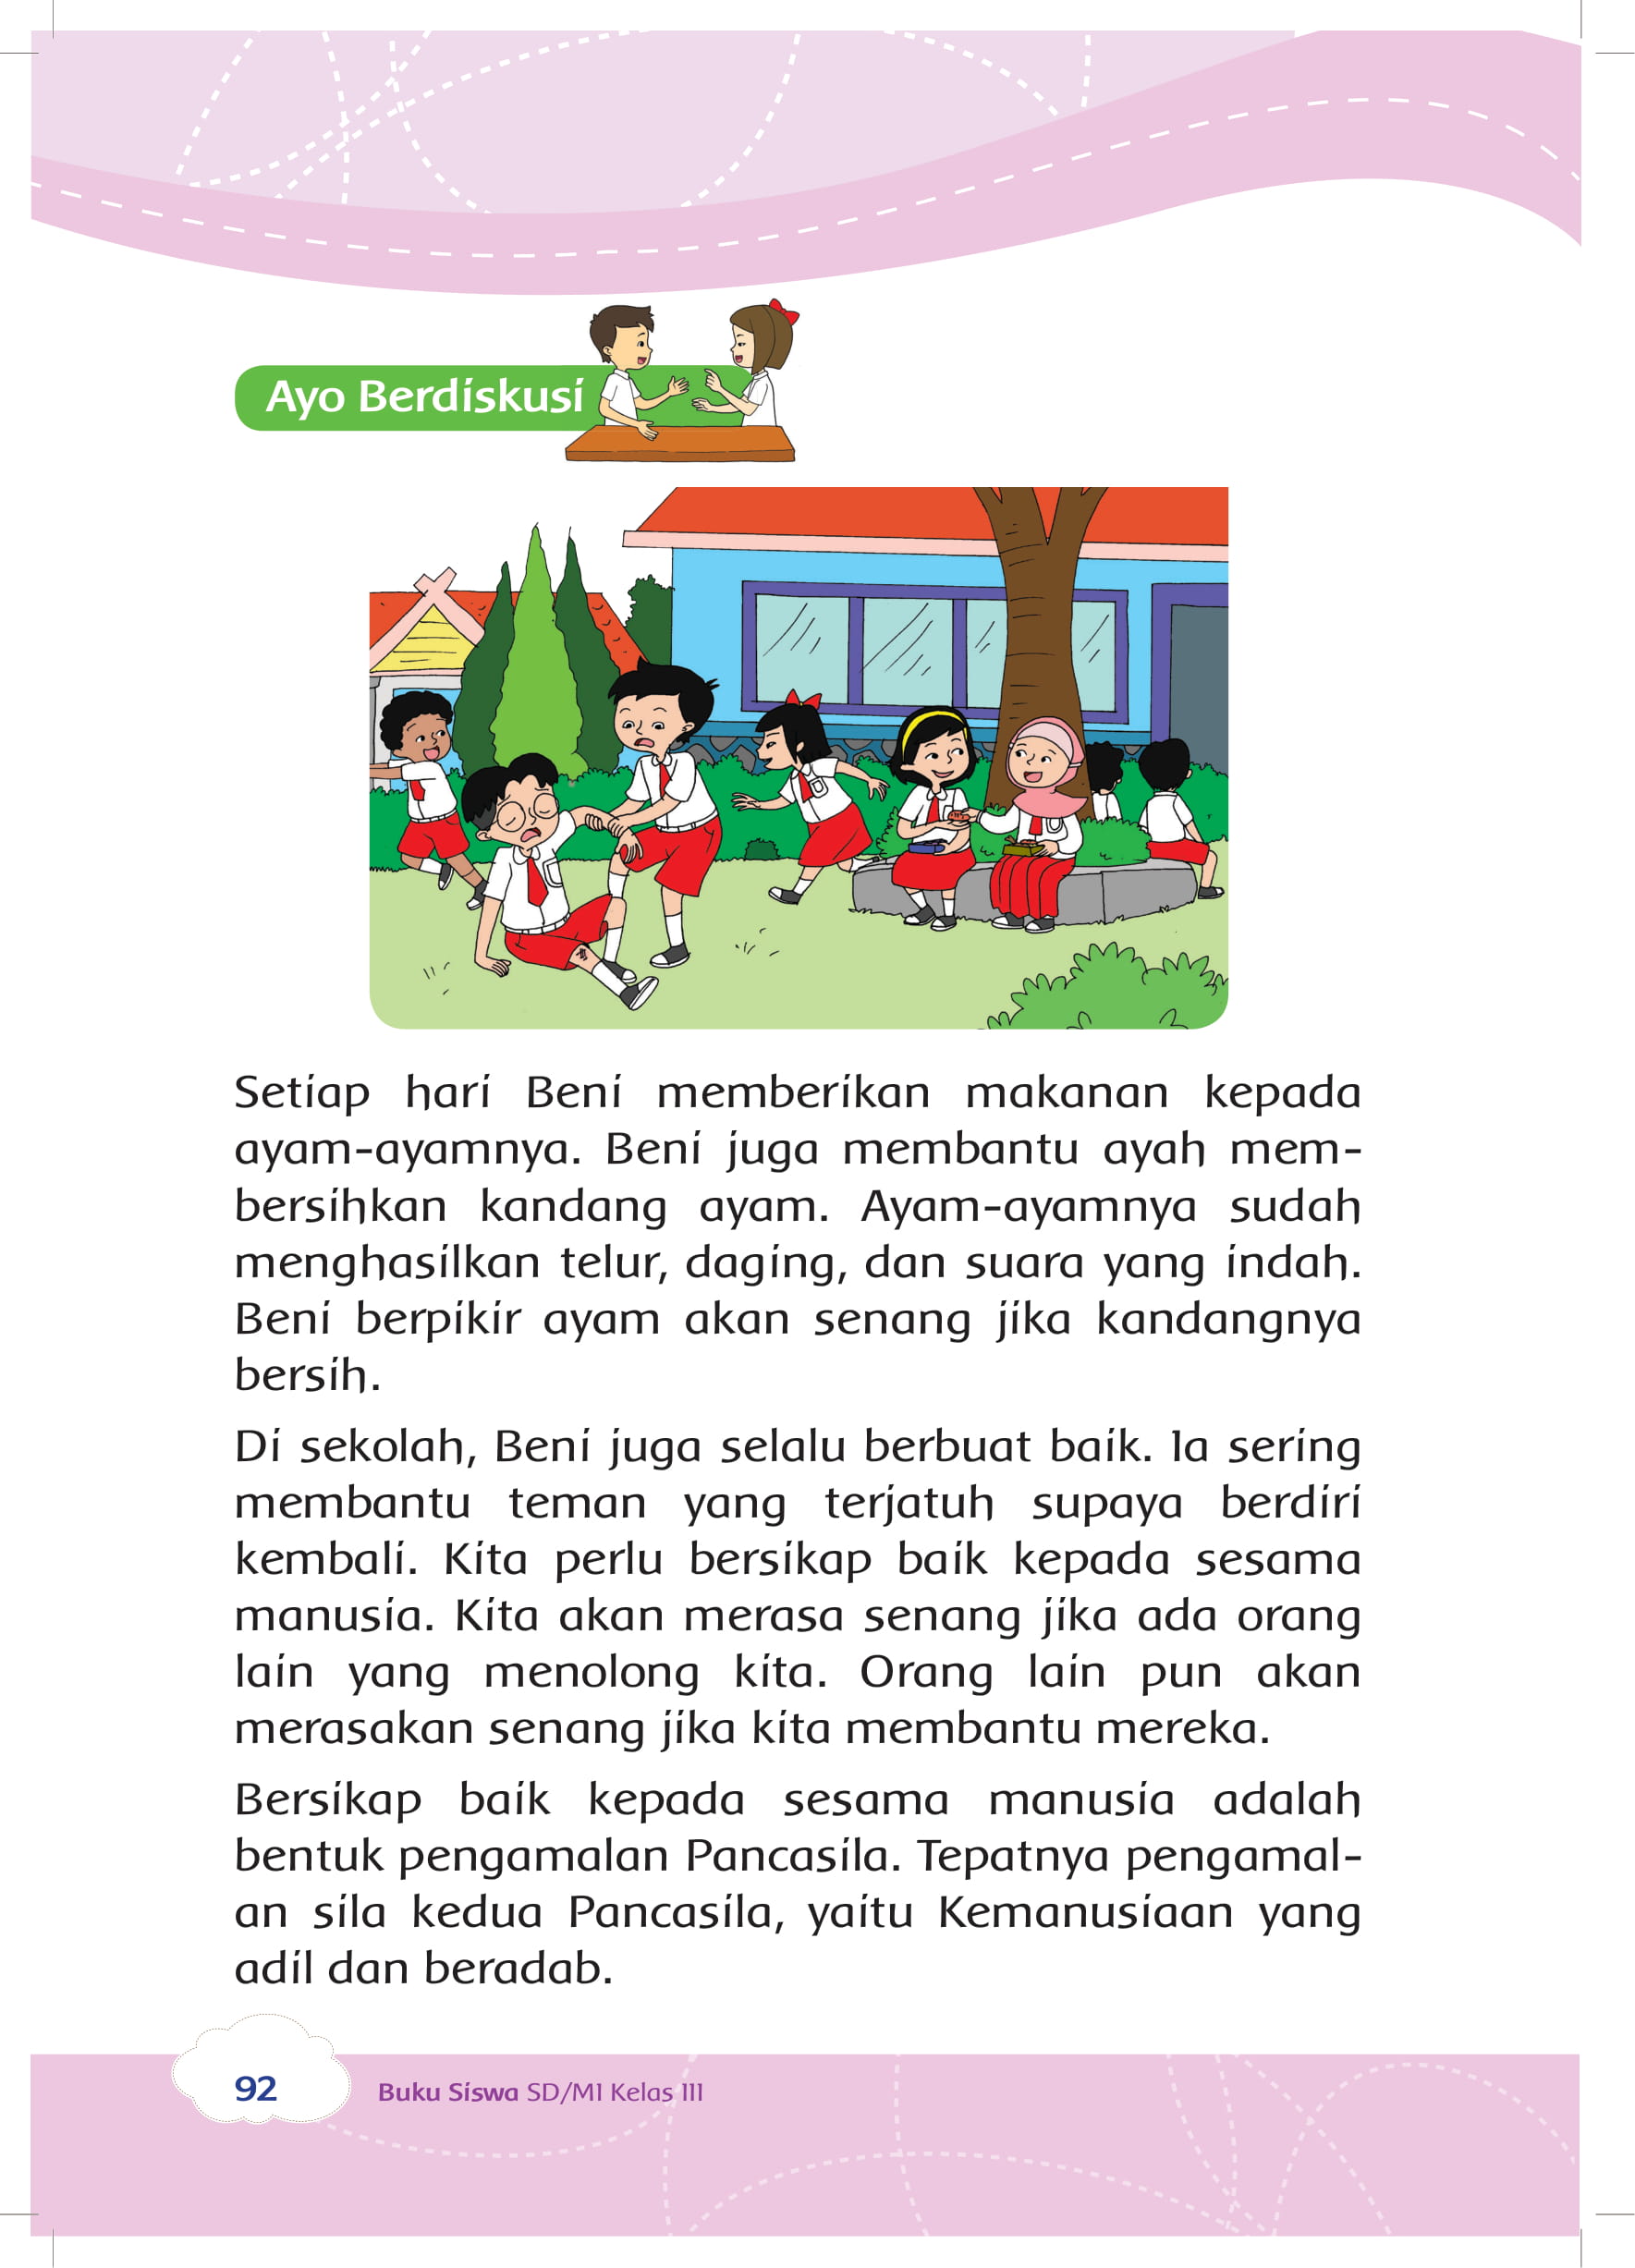 Ayo Berdiskusi
Setiap hari Beni memberikan makanan kepada
ayam-ayamnya. Beni juga membantu ayah mem-
bersihkan kandang ayam. Ayam-ayamnya sudah
menghasilkan telur, daging, dan suara yang indah.
Beni berpikir ayam akan senang jika kandangnya
bersih.
Di sekolah, Beni juga selalu berbuat baik. Ia sering
membantu teman yang terjatuh supaya berdiri
kembali. Kita perlu bersikap baik kepada sesama
manusia. Kita akan merasa senang jika ada orang
lain yang menolong kita. Orang lain pun akan
merasakan senang jika kita membantu mereka.
Bersikap baik kepada sesama manusia adalah
bentuk pengamalan Pancasila. Tepatnya pengamal-
an sila kedua Pancasila, yaitu Kemanusiaan yang
adil dan beradab.
92
Buku Siswa SD/MI Kelas III